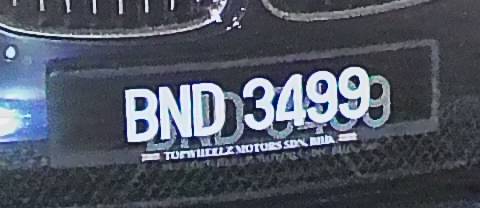 BND 3499
TOPWHEELZ MOTORS SDN. BHD.